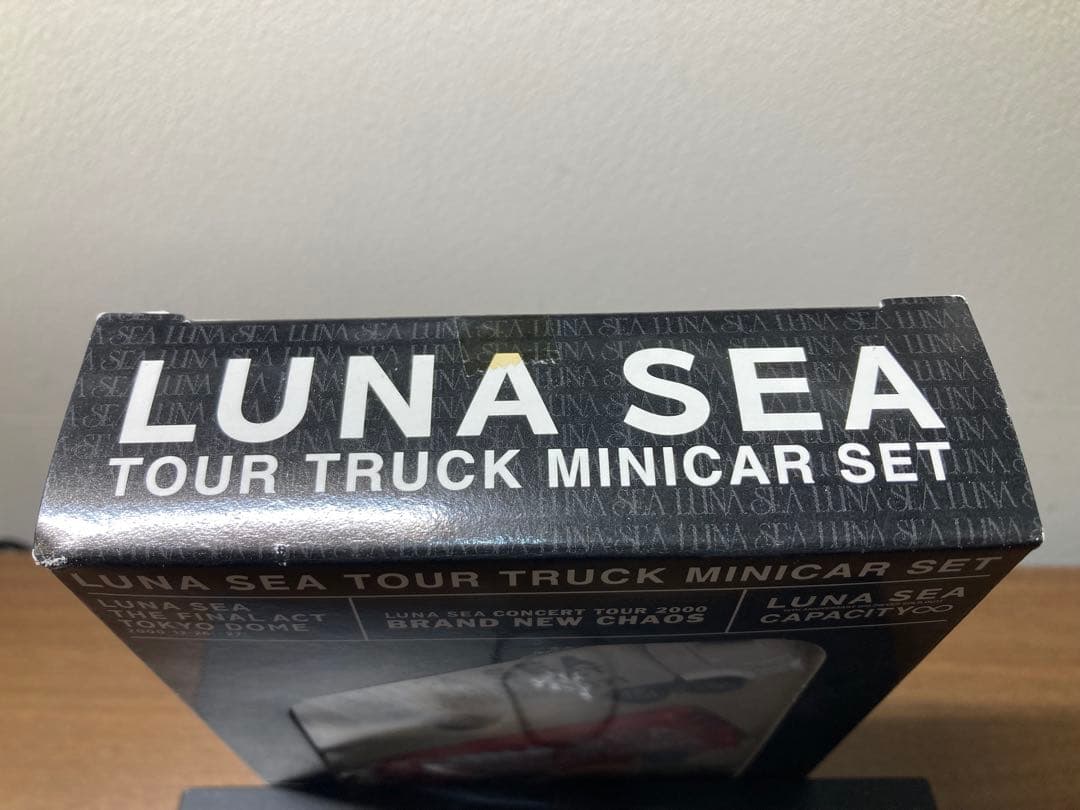 LUNA SEA
TOUR TRUCK MINICAR SET
LUNA SEA TOUR TRUCK MINICAR SET
LUNA SEA
THE FINAL ACT
TOKYO DOME
LUNA SEA CONCERT TOUR 2000
BRAND NEW CHAOS
LUNA SEA
CAPACITY∞